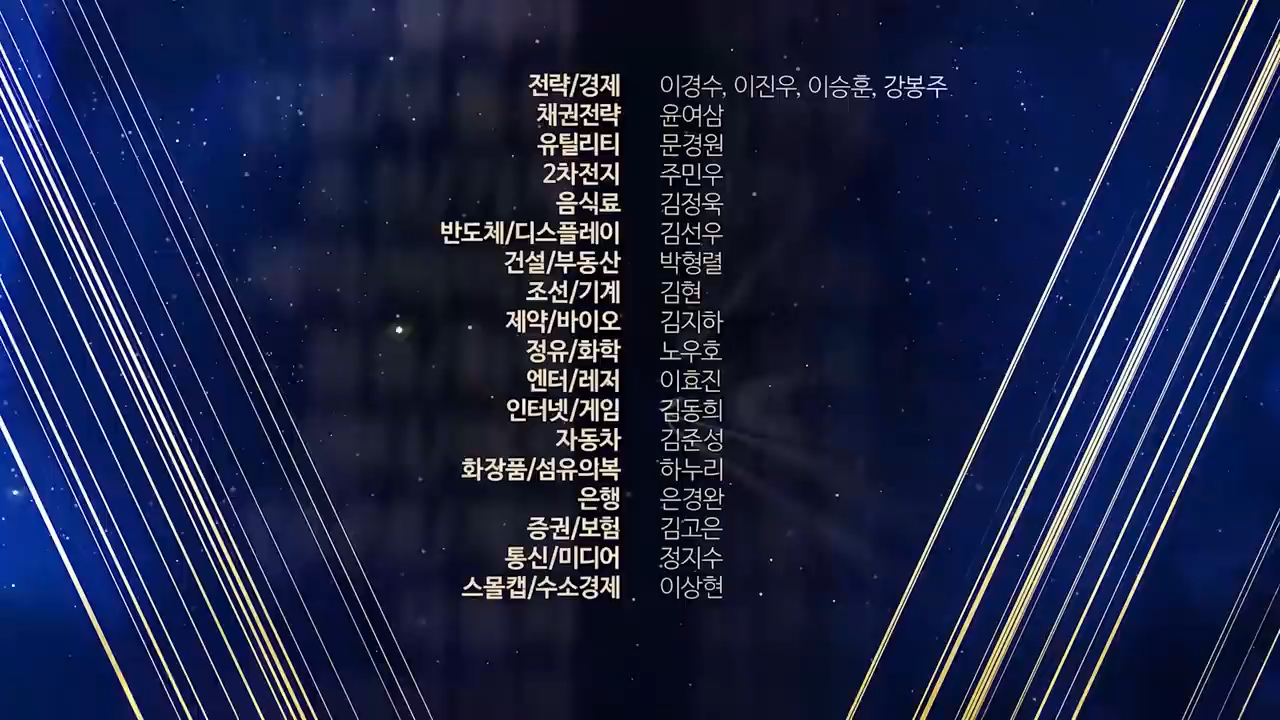 전략/경제 이경수, 이진우, 이승훈, 강봉주
채권전략 윤여삼
유틸리티 문경원
2차전지 주민우
음식료 김정욱
반도체/디스플레이 김선우
건설/부동산 박형렬
조선/기계 김현
제약/바이오 김지하
정유/화학 노우호
엔터/레저 이효진
인터넷/게임 김동희
자동차 김준성
화장품/섬유의복 하누리
은행 은경완
증권/보험 김고은
통신/미디어 정지수
스몰캡/수소경제 이상현